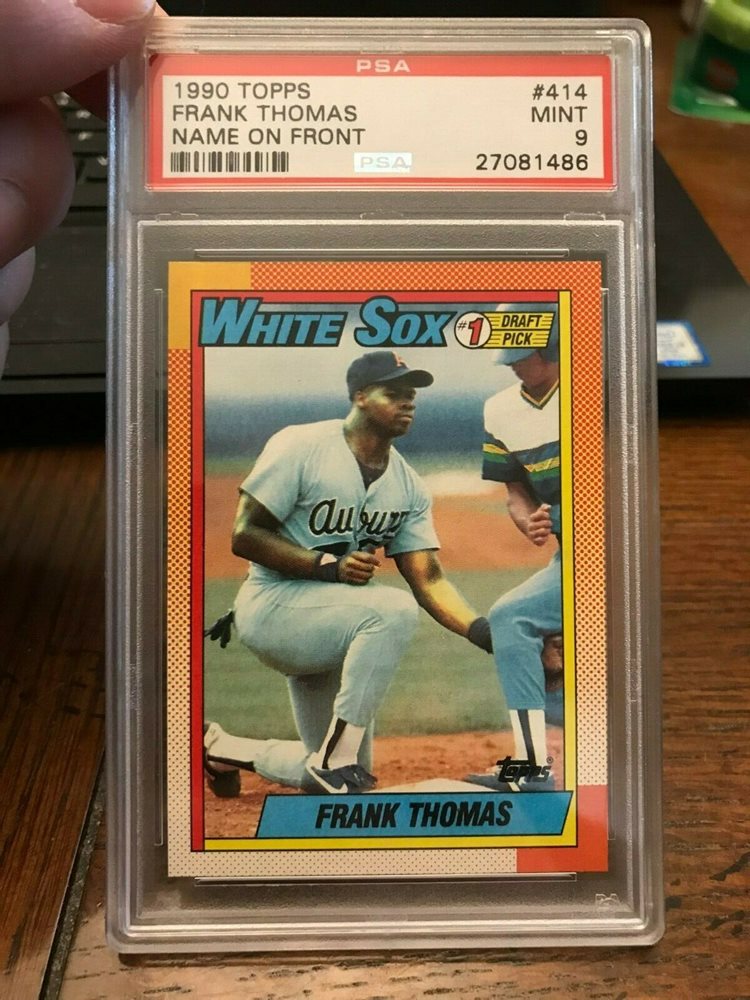 PSA
1990 TOPPS #414
FRANK THOMAS MINT
NAME ON FRONT 9
PSA 27081486
WHITE SOX #1 DRAFT PICK
Auburn
topps®
FRANK THOMAS